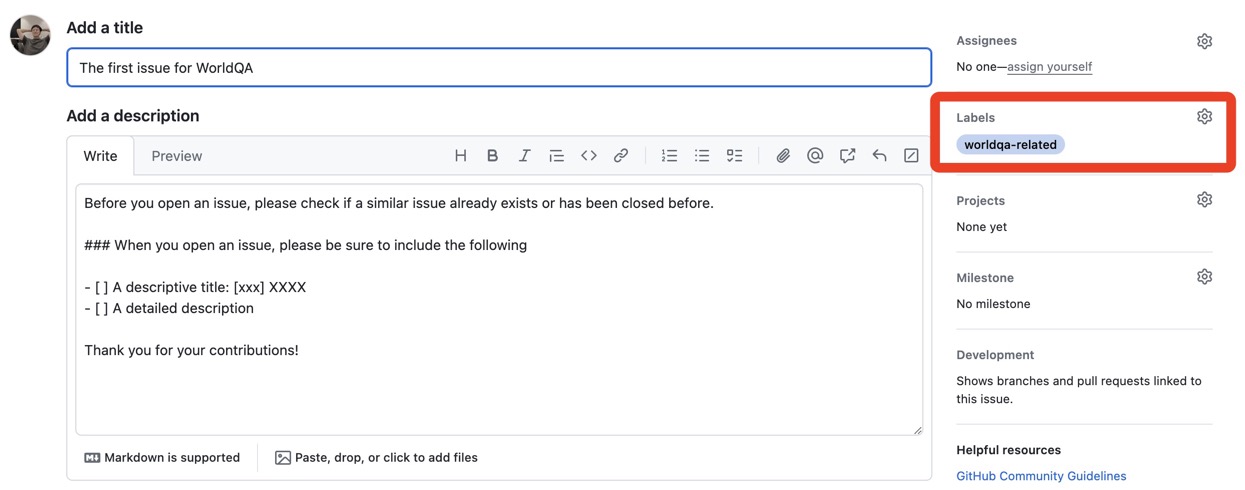 Add a title
The first issue for WorldQA
Add a description
Write
Preview
Before you open an issue, please check if a similar issue already exists or has been closed before.
### When you open an issue, please be sure to include the following
- [ ] A descriptive title: [xxx] XXXX
- [ ] A detailed description
Thank you for your contributions!
Markdown is supported
Paste, drop, or click to add files
Assignees
No one—assign yourself
Labels
worldqa-related
Projects
None yet
Milestone
No milestone
Development
Shows branches and pull requests linked to
this issue.
Helpful resources
GitHub Community Guidelines